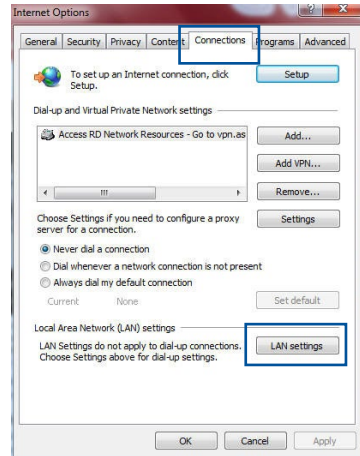 Internet Options
General Security Privacy Content Connections Programs Advanced
To set up an Internet connection, click
Setup.
Setup
Dial-up and Virtual Private Network settings
Access RD Network Resources - Go to vpn.as
Add...
Add VPN...
Remove...
Choose Settings if you need to configure a proxy
server for a connection.
Settings
Never dial a connection
Dial whenever a network connection is not present
Always dial my default connection
Current None
Set default
Local Area Network (LAN) settings
LAN Settings do not apply to dial-up connections.
Choose Settings above for dial-up settings.
LAN settings
OK Cancel Apply